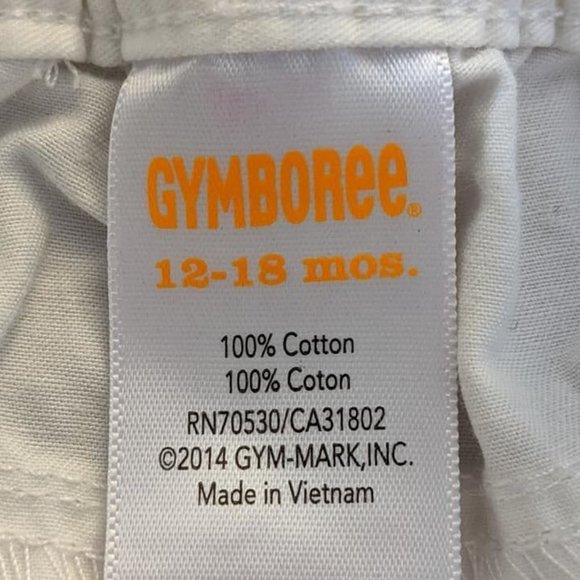 GYMBOREE®
12-18 mos.
100% Cotton
100% Coton
RN70530/CA31802
©2014 GYM-MARK,INC.
Made in Vietnam